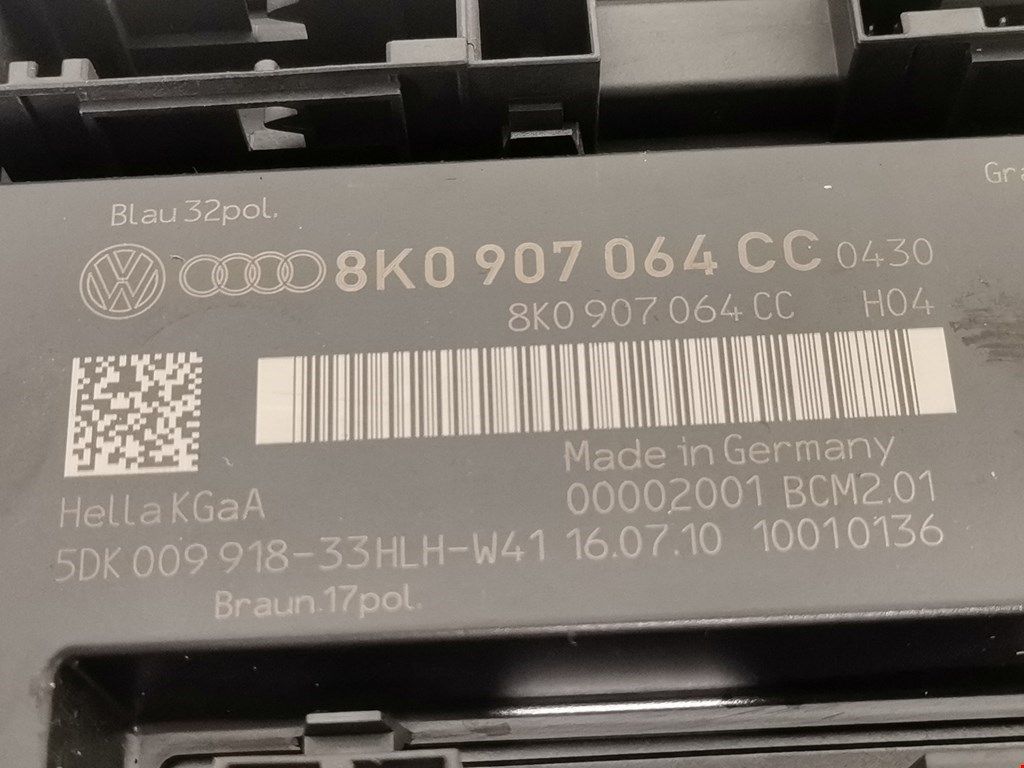 Blau 32pol.
8K0 907 064 CC 0430
8K0 907 064 CC H04
Made in Germany
Hella KGaA
00002001 BCM2.01
5DK 009 918-33HLH-W41 16.07.10 10010136
Braun.17pol.